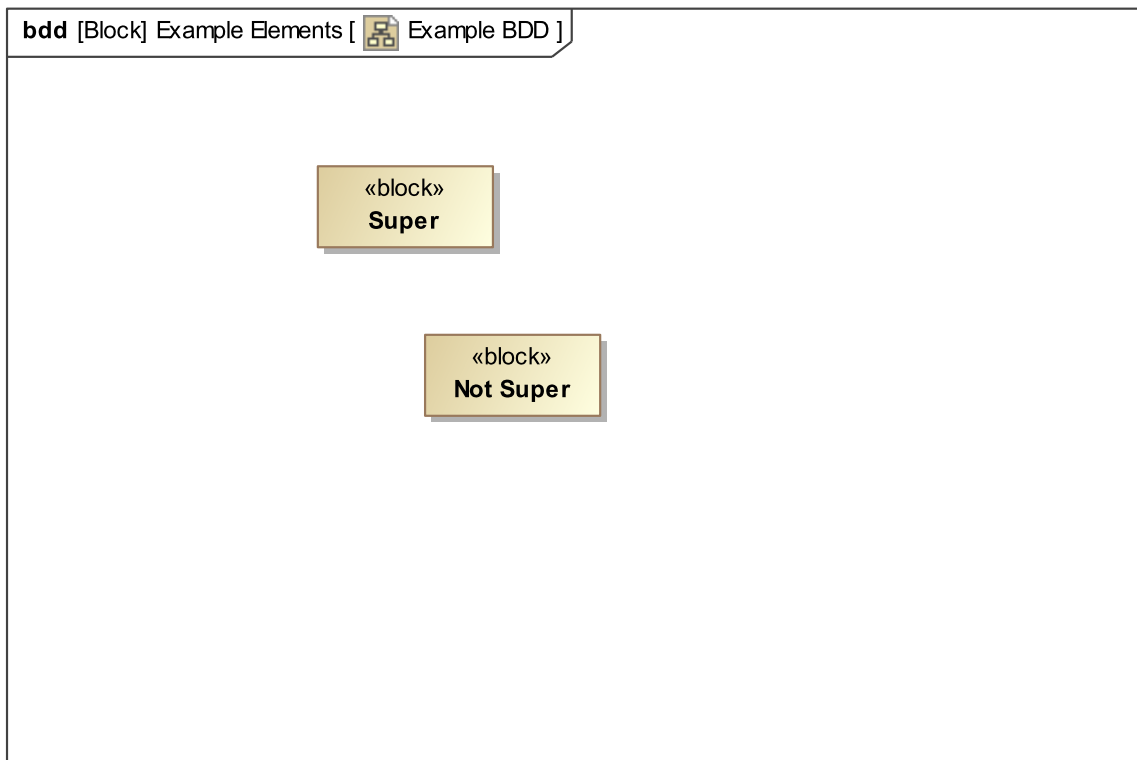 bdd [Block] Example Elements [ Example BDD ]
«block»
Super
«block»
Not Super